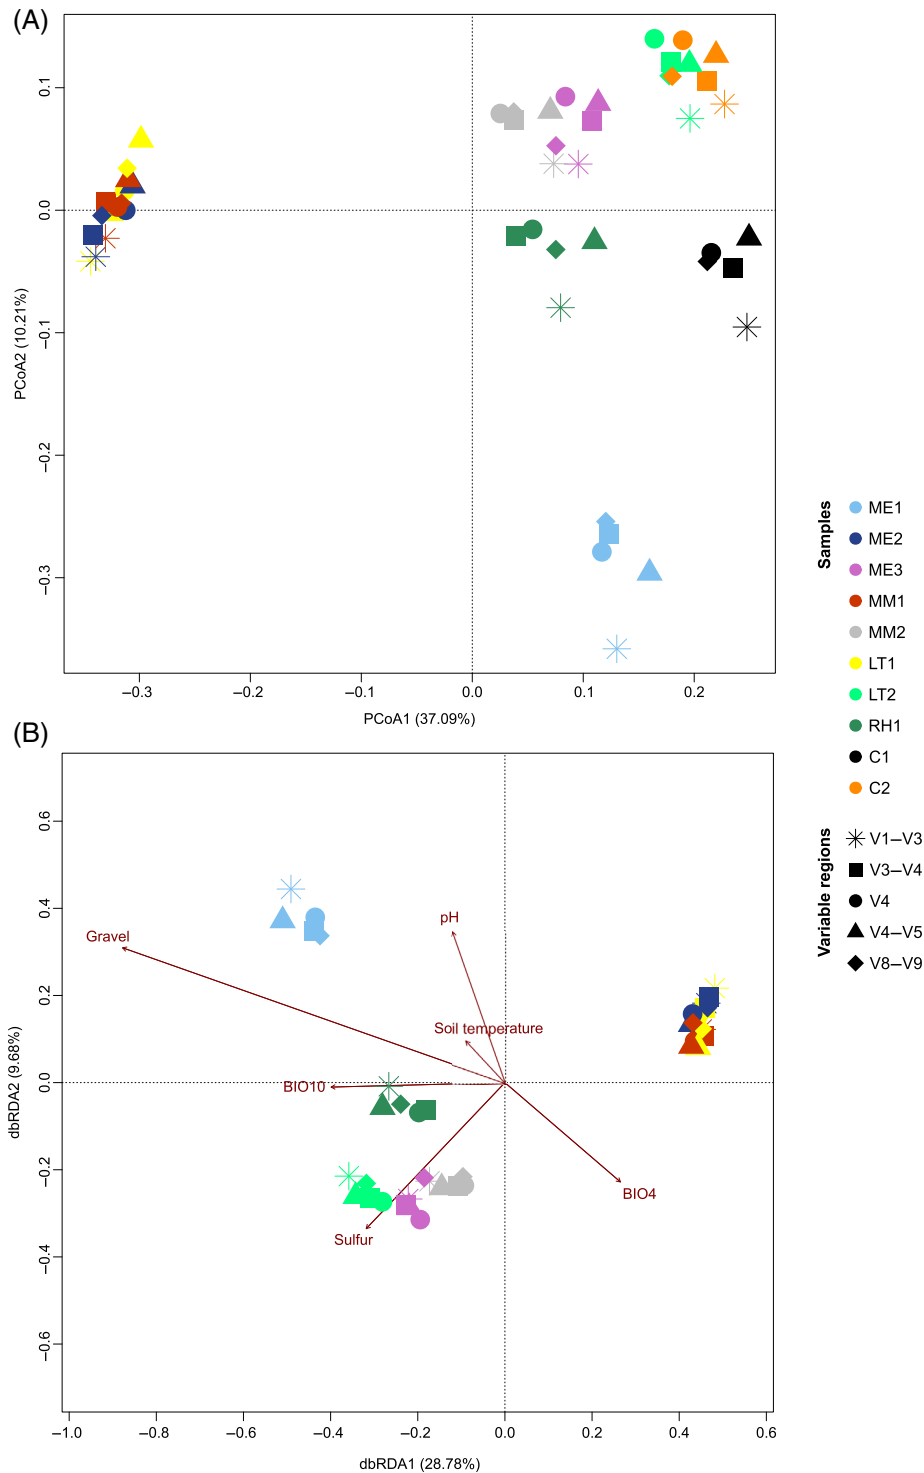 (A)
0.1
0.0
−0.1
−0.2
−0.3
PCoA2 (10.21%)
−0.3
−0.2
−0.1
0.0
0.1
0.2
PCoA1 (37.09%)
Samples
ME1
ME2
ME3
MM1
MM2
LT1
LT2
RH1
C1
C2
Variable regions
V1−V3
V3−V4
V4
V4−V5
V8−V9
(B)
0.6
0.4
0.2
0.0
−0.2
−0.4
−0.6
dbRDA2 (9.68%)
Gravel
pH
Soil temperature
BIO10
BIO4
Sulfur
−1.0
−0.8
−0.6
−0.4
−0.2
0.0
0.2
0.4
0.6
dbRDA1 (28.78%)